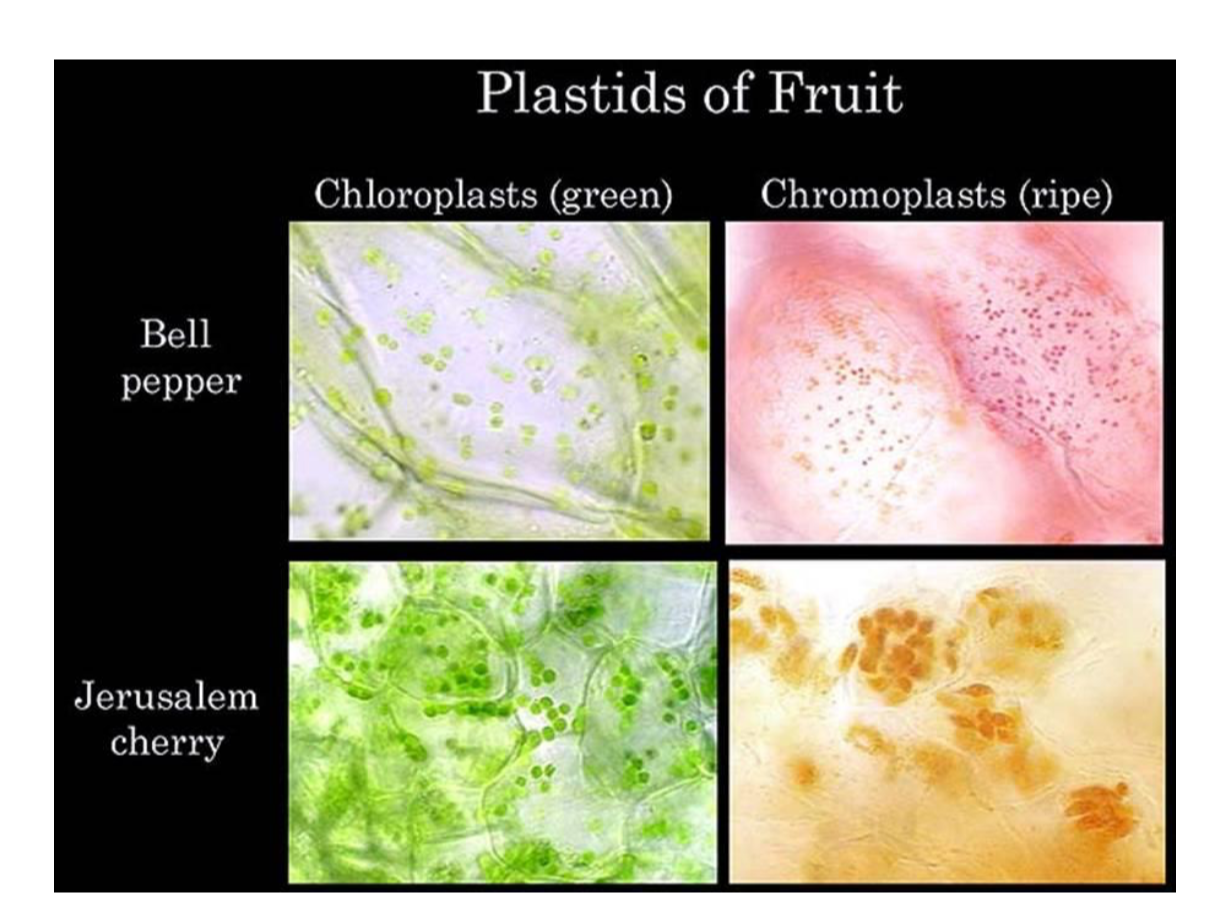 Plastids of Fruit
Chloroplasts (green)
Chromoplasts (ripe)
Bell
pepper
Jerusalem
cherry